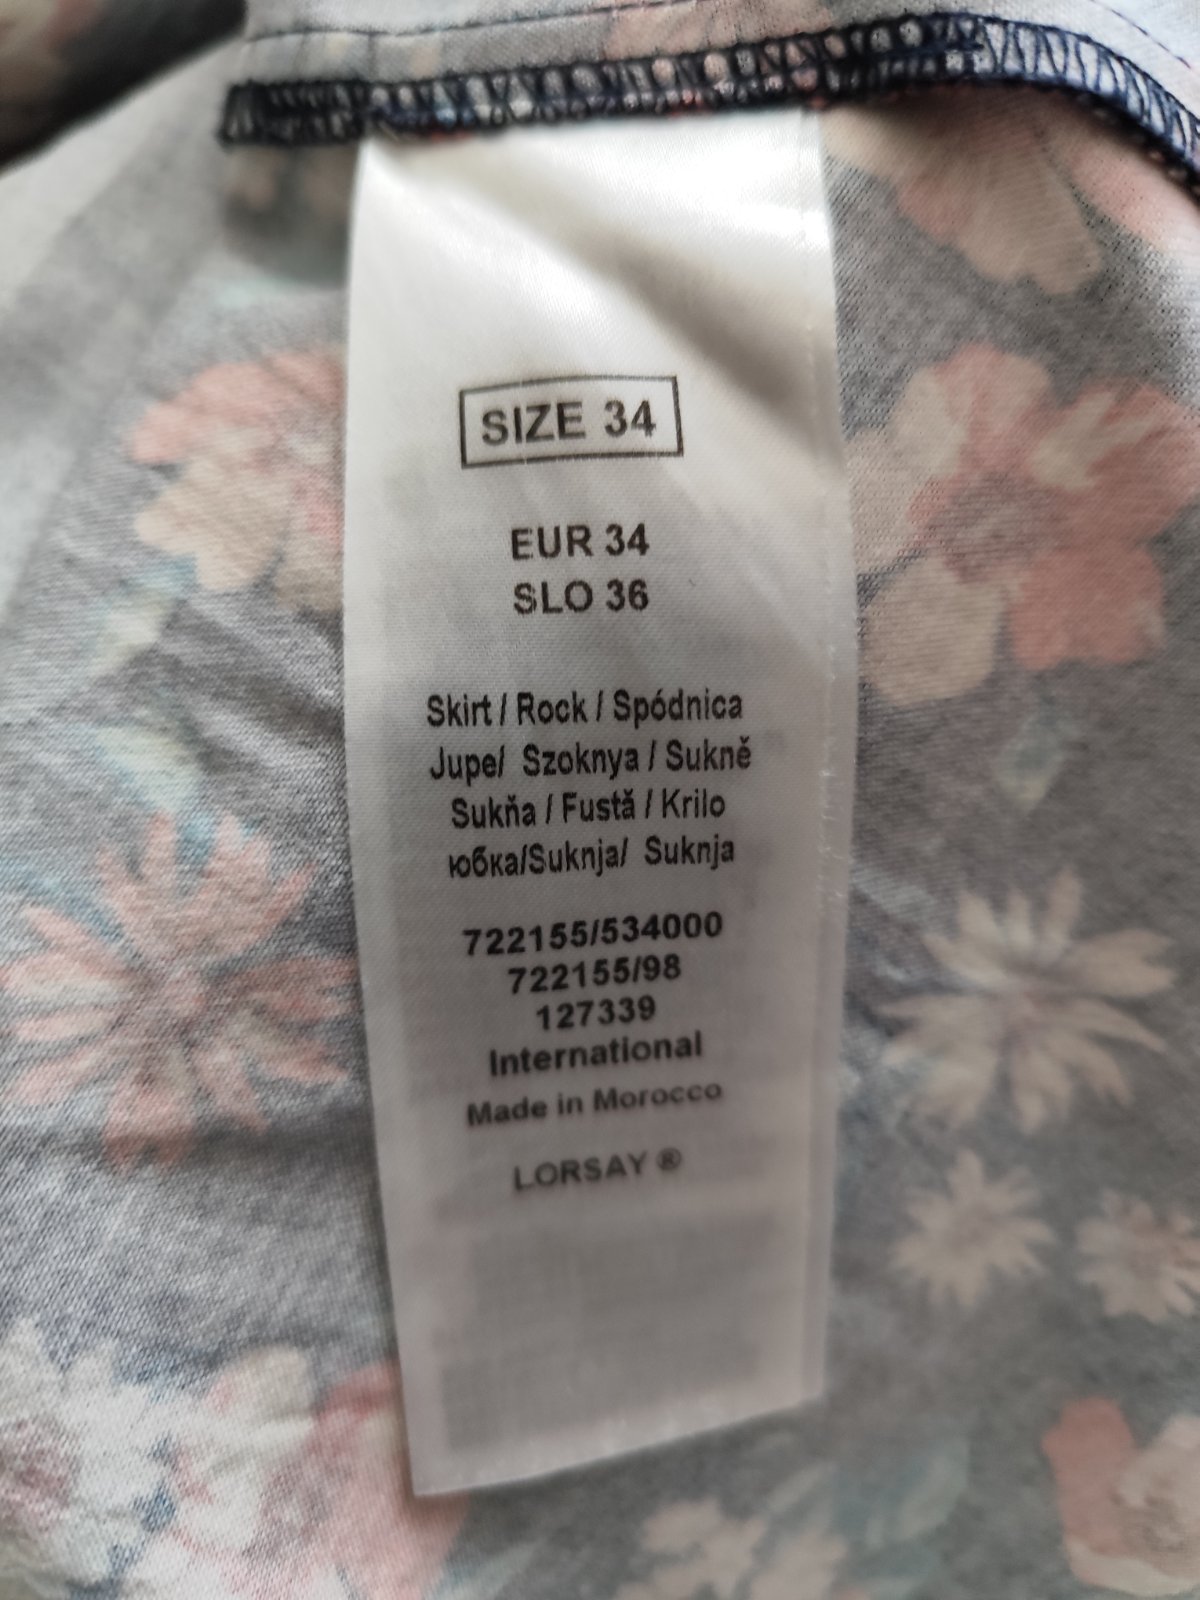 SIZE 34
EUR 34
SLO 36
Skirt / Rock / Spódnica
Jupe/ Szoknya / Sukně
Sukňa / Fustă / Krilo
юбка/Suknja/ Suknja
722155/534000
722155/98
127339
International
Made in Morocco
LORSAY ®